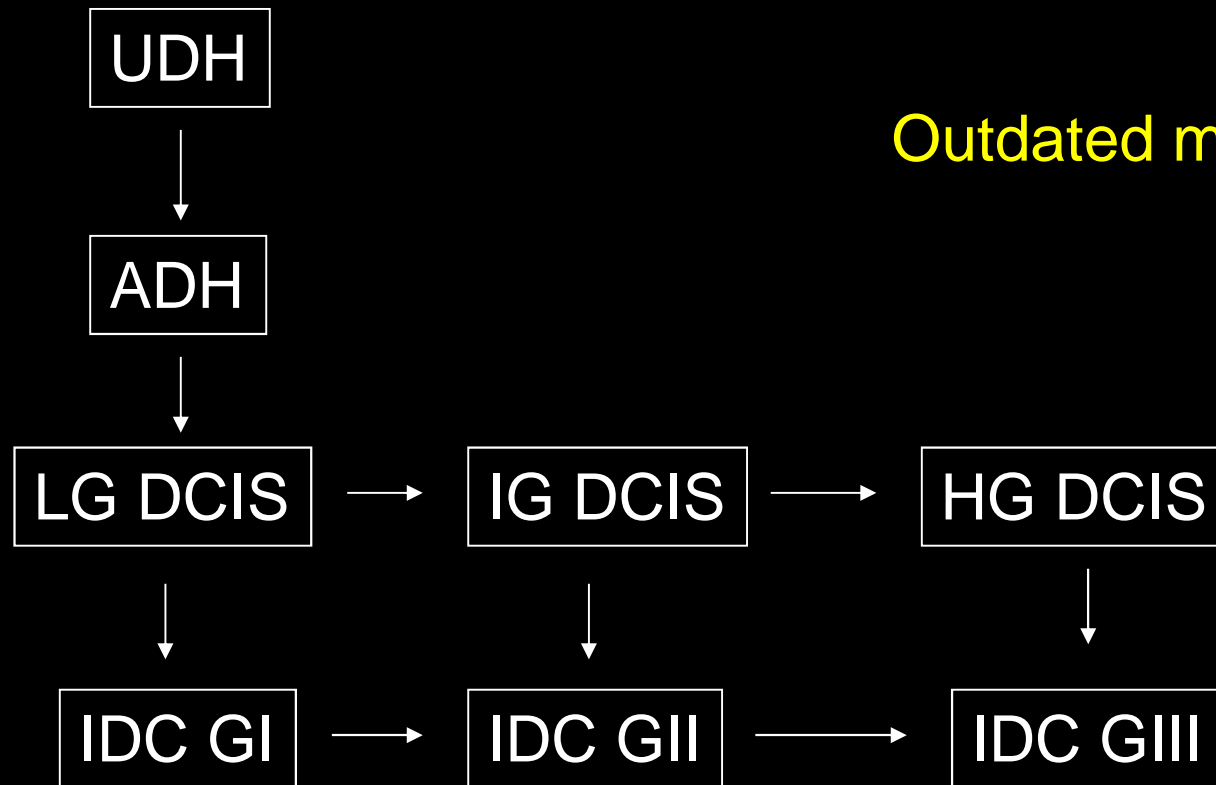 UDH
Outdated
ADH
LG DCIS
IG DCIS
HG DCIS
IDC GI
IDC GII
IDC GIII